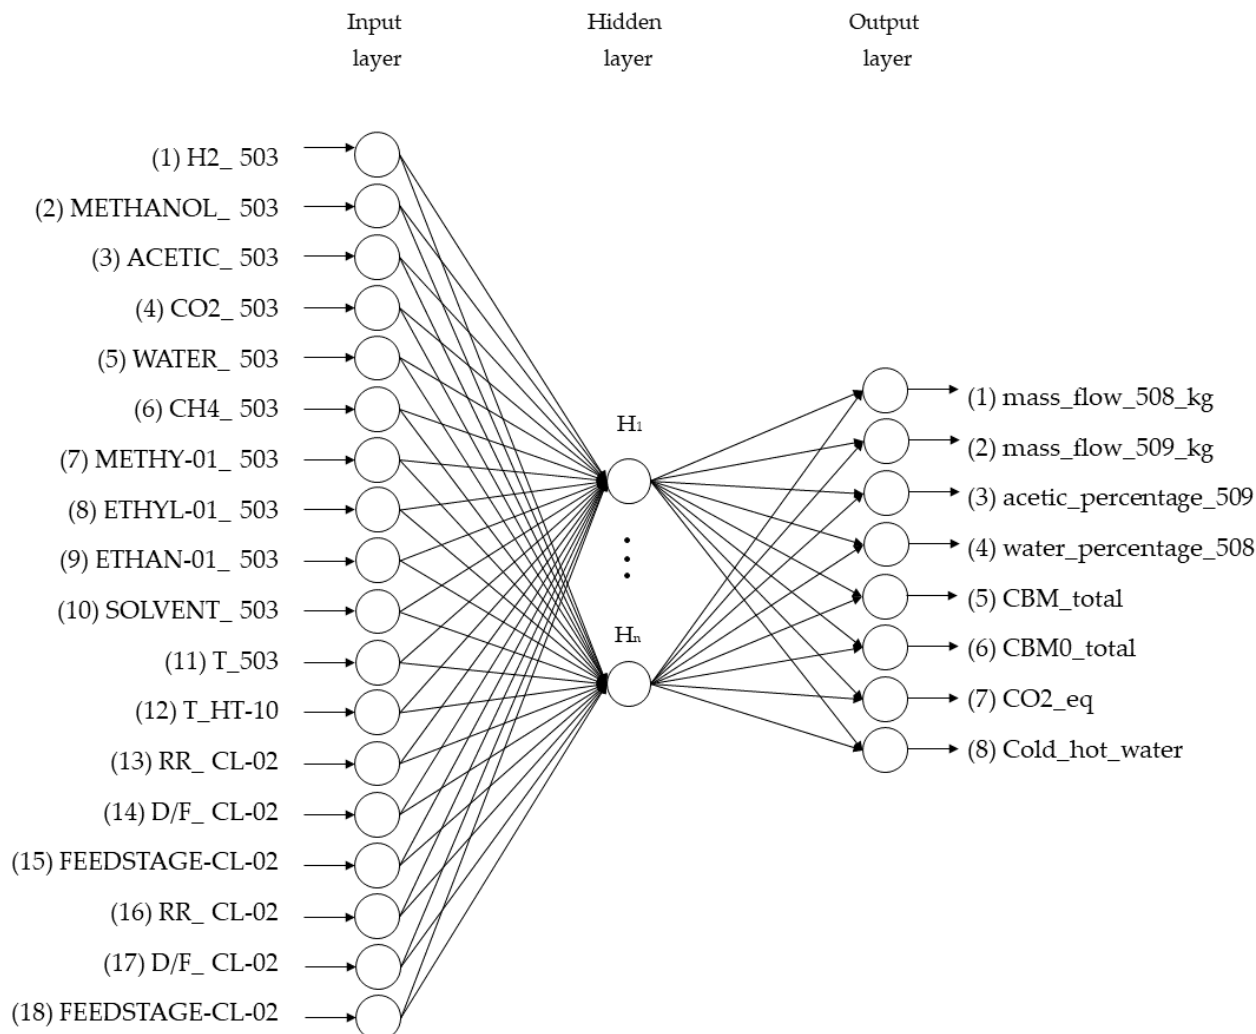 Input
layer
Hidden
layer
Output
layer
(1) H2_ 503
(2) METHANOL_ 503
(3) ACETIC_ 503
(4) CO2_ 503
(5) WATER_ 503
(6) CH4_ 503
(7) METHY-01_ 503
(8) ETHYL-01_ 503
(9) ETHAN-01_ 503
(10) SOLVENT_ 503
(11) T_503
(12) T_HT-10
(13) RR_ CL-02
(14) D/F_ CL-02
(15) FEEDSTAGE-CL-02
(16) RR_ CL-02
(17) D/F_ CL-02
(18) FEEDSTAGE-CL-02
H1
Hn
(1) mass_flow_508_kg
(2) mass_flow_509_kg
(3) acetic_percentage_509
(4) water_percentage_508
(5) CBM_total
(6) CBM0_total
(7) CO2_eq
(8) Cold_hot_water